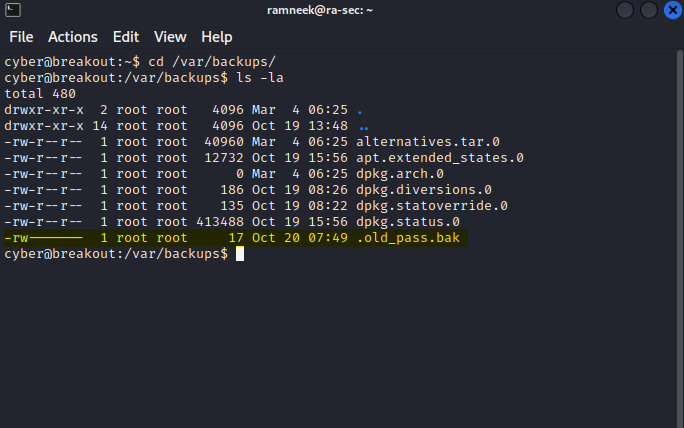 ramneek@ra-sec: ~
File Actions Edit View Help
cyber@breakout:~$ cd /var/backups/
cyber@breakout:/var/backups$ ls -la
total 480
drwxr-xr-x  2 root root   4096 Mar  4 06:25 .
drwxr-xr-x 14 root root   4096 Oct 19 13:48 ..
-rw-r--r--  1 root root  40960 Mar  4 06:25 alternatives.tar.0
-rw-r--r--  1 root root  12732 Oct 19 15:56 apt.extended_states.0
-rw-r--r--  1 root root      0 Mar  4 06:25 dpkg.arch.0
-rw-r--r--  1 root root    186 Oct 19 08:26 dpkg.diversions.0
-rw-r--r--  1 root root    135 Oct 19 08:22 dpkg.statoverride.0
-rw-r--r--  1 root root 413488 Oct 19 15:56 dpkg.status.0
-rw-------  1 root root     17 Oct 20 07:49 .old_pass.bak
cyber@breakout:/var/backups$